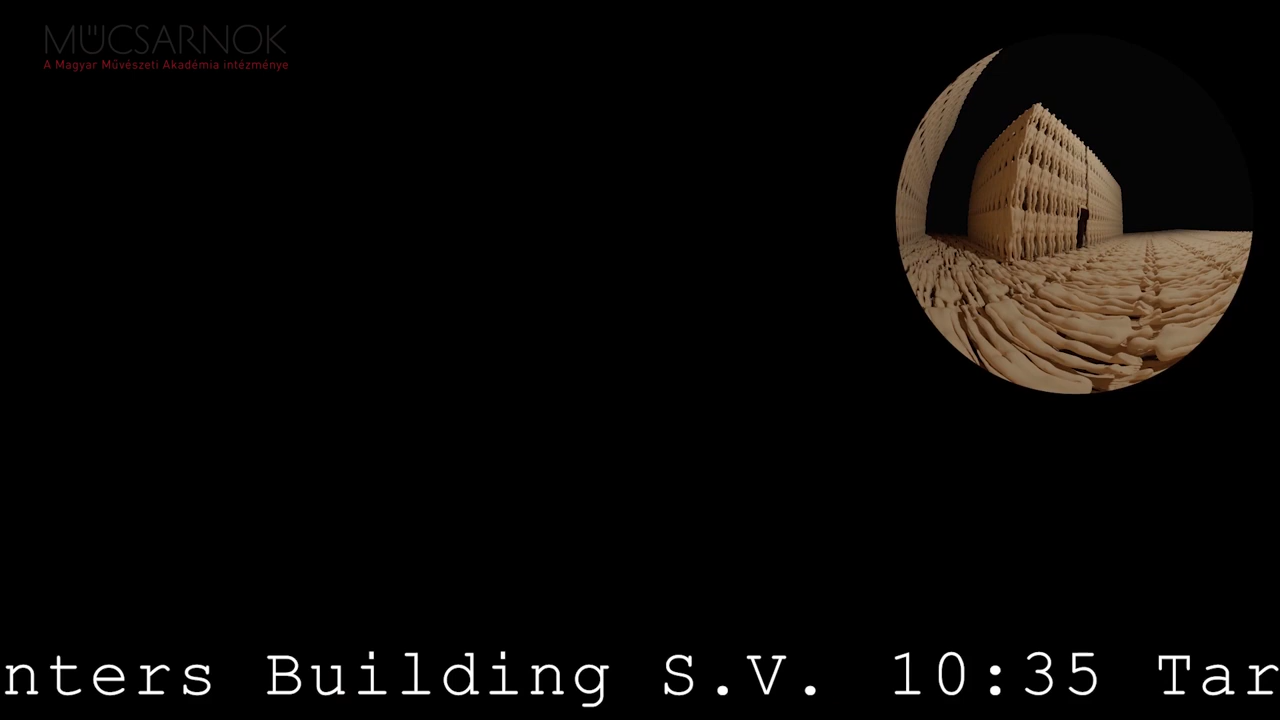 MŰCSARNOK
A Magyar Művészeti Akadémia intézménye
nters Building S.V. 10:35 Tar